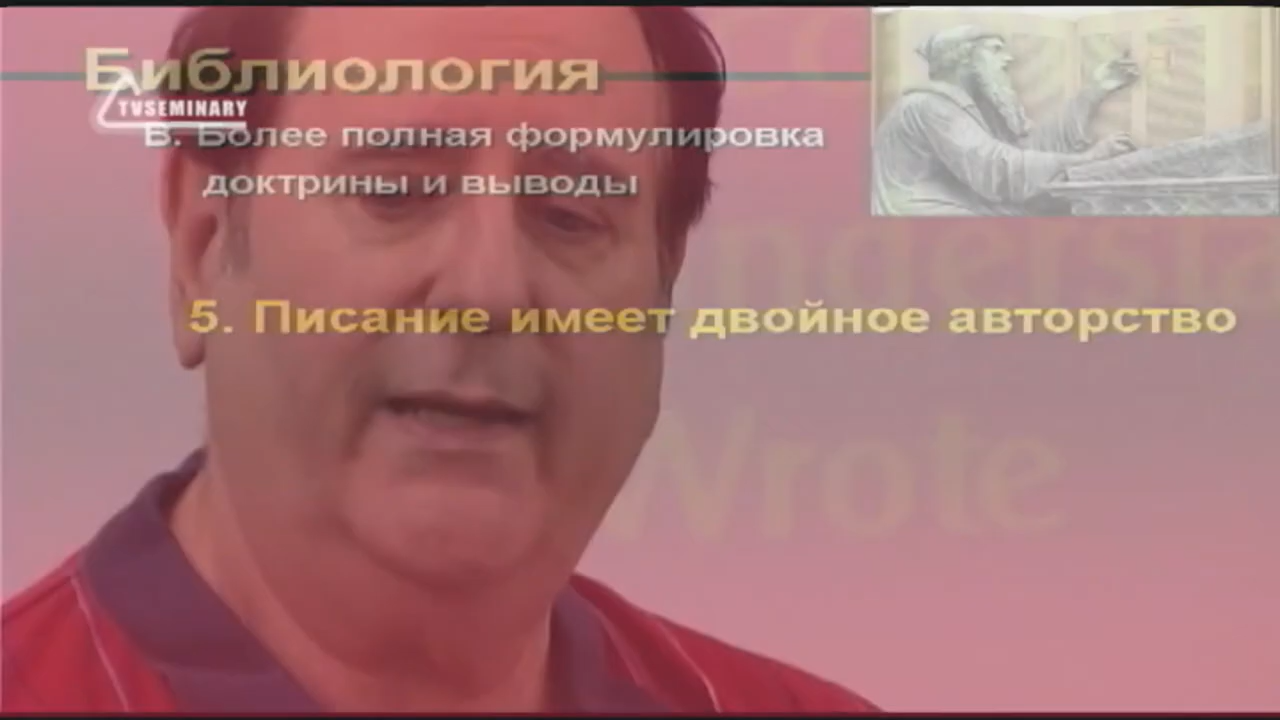 Библиология
TVSEMINARY
В. Более полная формулировка
доктрины и выводы
5. Писание имеет двойное авторство
Wrote